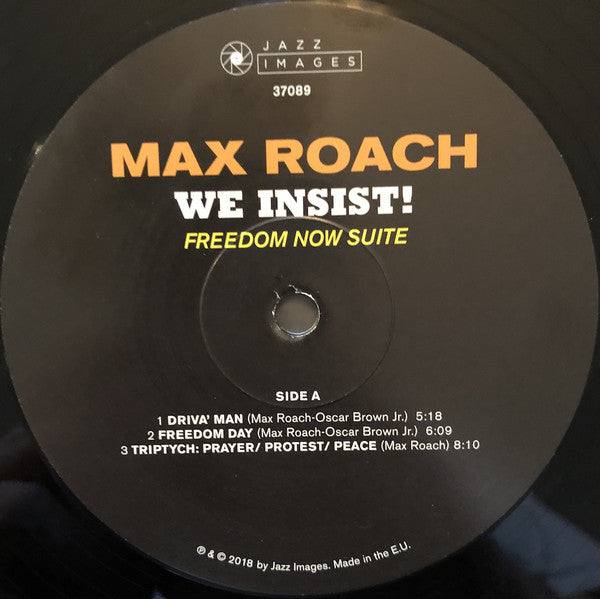 JAZZ
IMAGES
37089
MAX ROACH
WE INSIST!
FREEDOM NOW SUITE
SIDE A
1 DRIVA' MAN (Max Roach-Oscar Brown Jr.) 5:18
2 FREEDOM DAY (Max Roach-Oscar Brown Jr.) 6:09
3 TRIPTYCH: PRAYER/ PROTEST/ PEACE (Max Roach) 8:10
℗ & © 2018 by Jazz Images. Made in the E.U.